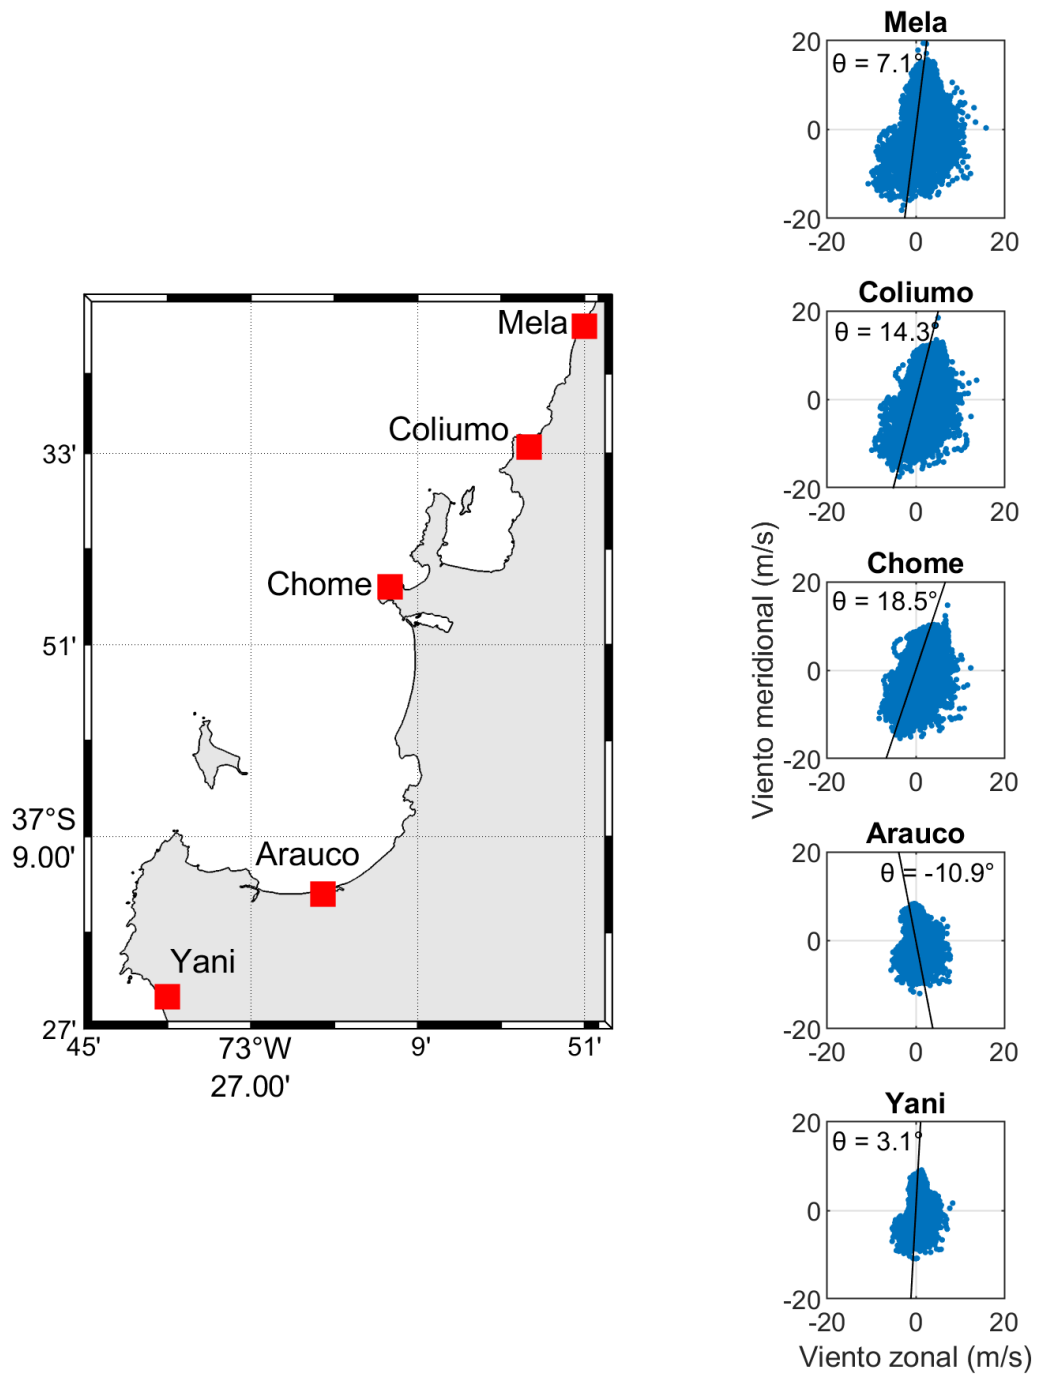 Mela
Coliumo
33'
Chome
51'
37°S
9.00'
Arauco
Yani
27'
45'
73°W
27.00'
9'
51'
Mela
20
θ = 7.1°
0
-20
-20 0 20
Coliumo
20
θ = 14.3°
0
-20
-20 0 20
Chome
20
θ = 18.5°
0
-20
-20 0 20
Arauco
20
θ = -10.9°
0
-20
-20 0 20
Yani
20
θ = 3.1°
0
-20
-20 0 20
Viento meridional (m/s)
Viento zonal (m/s)